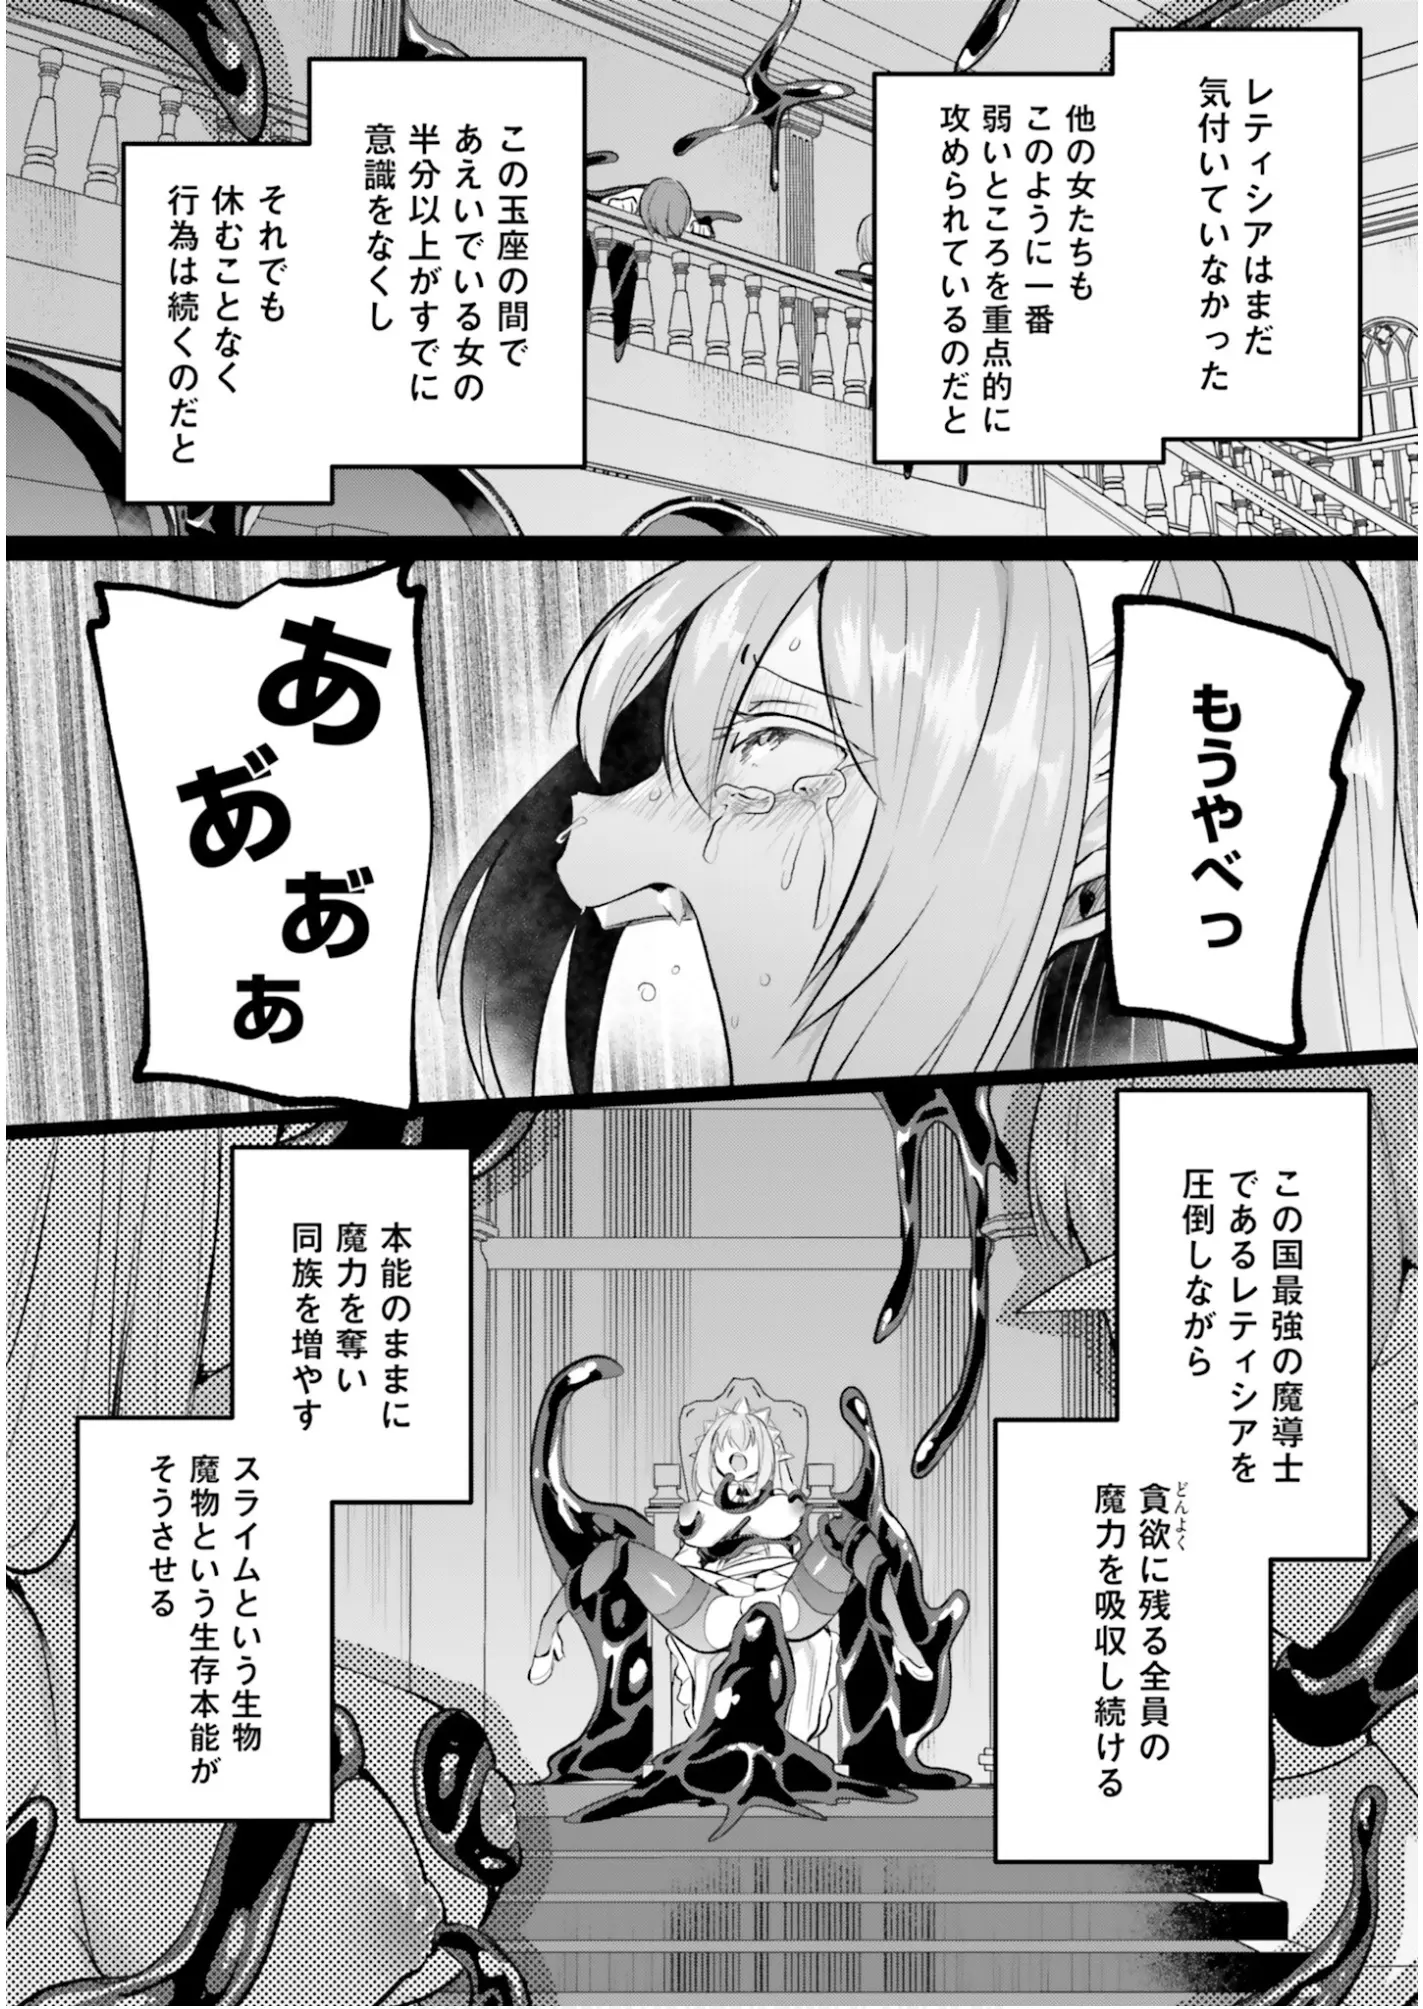 レティシアはまだ
気付いていなかった
他の女たちも
このように一番
弱いところを重点的に
攻められているのだと
この玉座の間で
あえいでいる女の
半分以上がすでに
意識をなくし
それでも
休むことなく
行為は続くのだと
もうやべっ
あ
あ゙
あ゙
ぁ
この国最強の魔導士
であるレティシアを
圧倒しながら
貪欲に残る全員の
どんよく
魔力を吸収し続ける
本能のままに
魔力を奪い
同族を増やす
スライムという生物
魔物という生存本能が
そうさせる